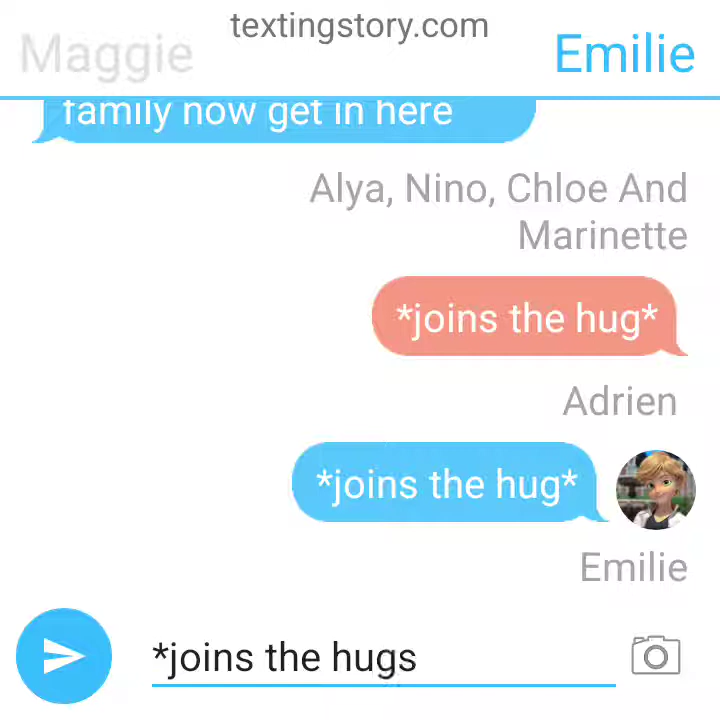 textingstory.com
Maggie
Emilie
family now get in here
Alya, Nino, Chloe And
Marinette
*joins the hug*
Adrien
*joins the hug*
Emilie
*joins the hugs